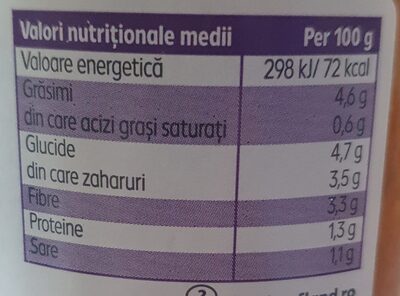 Valori nutriționale medii Per 100 g
Valoare energetică 298 kJ/ 72 kcal
Grăsimi 4,6 g
din care acizi grași saturați 0,6 g
Glucide 4,7 g
din care zaharuri 3,5 g
Fibre 3,3 g
Proteine 1,3 g
Sare 1,1 g
2